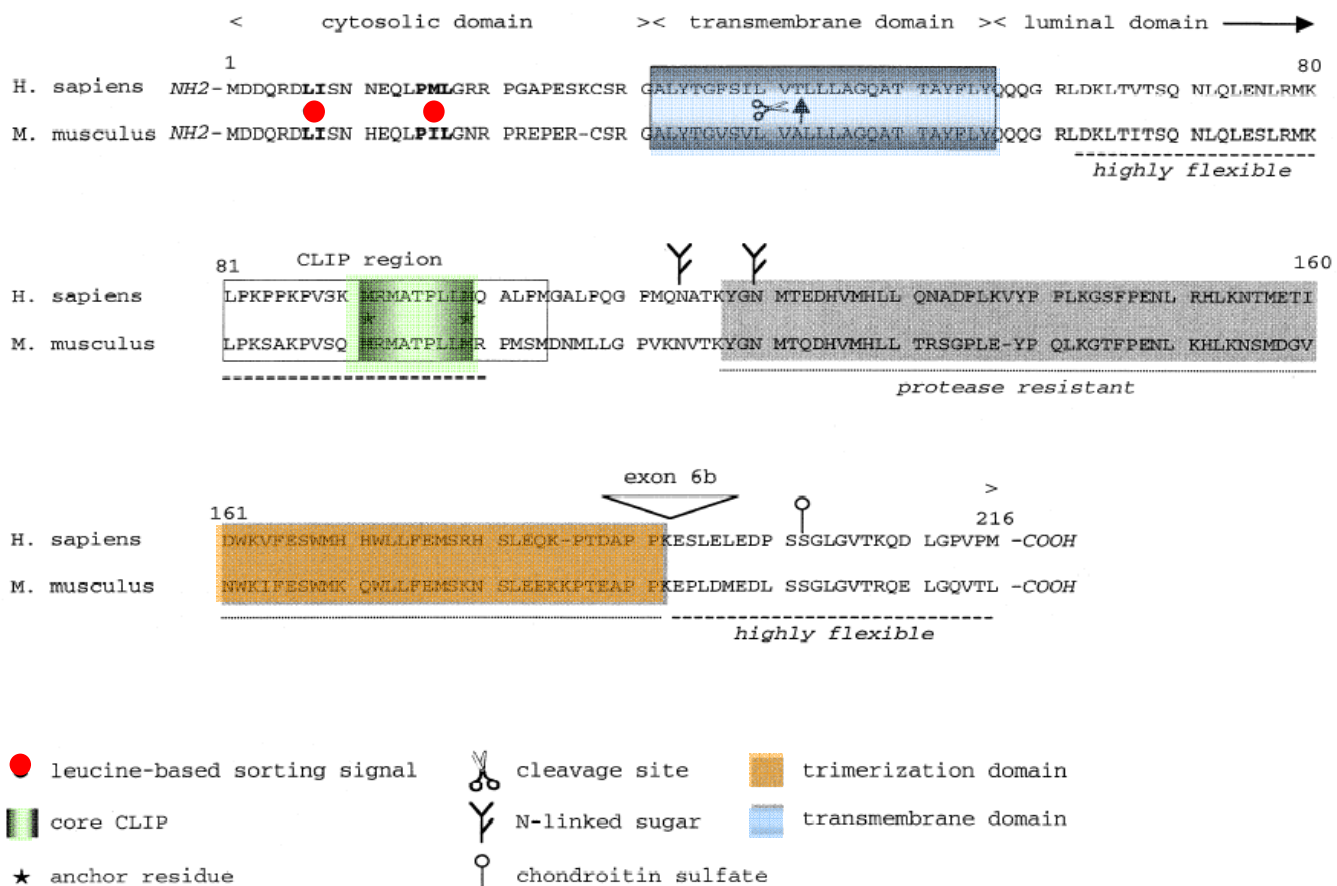 < cytosolic domain >< transmembrane domain >< luminal domain
1 80
H. sapiens NH2-MDDQRDLISN NEQLPMLGRR PGAPESKCSR GALYTGFSIL VTLLLAGQAT TAYFLYQQQG RLDKLTVTSQ NLQLENLRMK
M. musculus NH2-MDDQRDLISN HEQLPILGNR PREPER-CSR GALYTGVSVL VALLLAGQAT TAYFLYQQQG RLDKLTITSQ NLQLESLRMK
highly flexible
81 CLIP region 160
H. sapiens LPKPPKPVSK MRMATPLLMQ ALPMGALPQG PMQNATKYGN MTEDHVMHLL QNADPLKVYP PLKGSFPENL RHLKNTMETI
M. musculus LPKSAKPVSQ MRMATPLLMR PMSMDNMLLG PVKNVTKYGN MTQDHVMHLL TRSGPLE-YP QLKGTFPENL KHLKNSMDGV
protease resistant
exon 6b
161 > 216
H. sapiens DWKVFESWMH HWLLFEMSRH SLEQK-PTDAP PKESLELEDP SSGLGVTKQD LGPVPM -COOH
M. musculus NWKIFESWMK QWLLFEMSKN SLEEKKPTEAP PKEPLDMEDL SSGLGVTRQE LGQVTL -COOH
highly flexible
leucine-based sorting signal cleavage site trimerization domain
core CLIP N-linked sugar transmembrane domain
anchor residue chondroitin sulfate